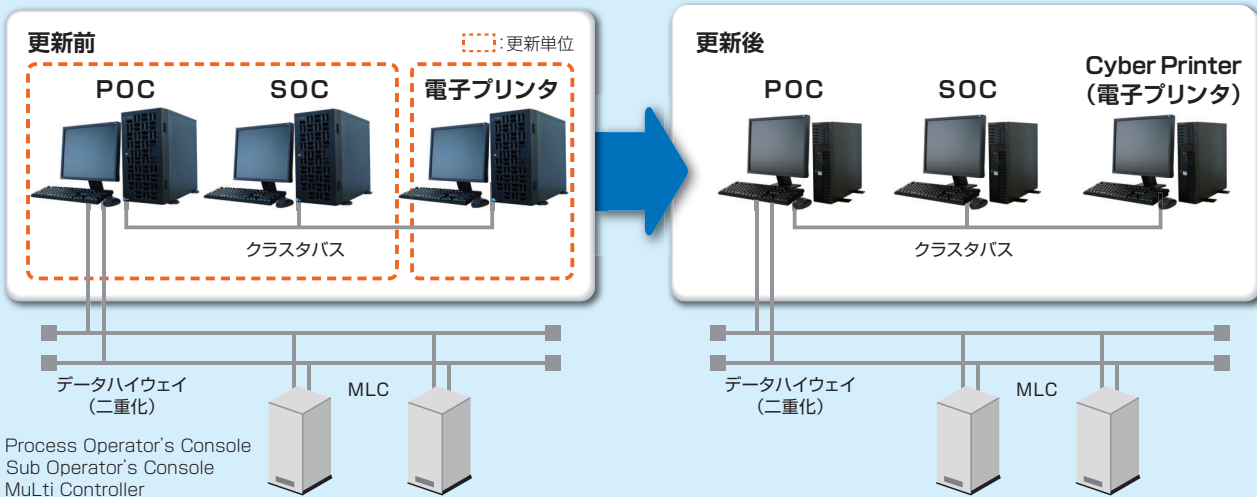 更新前
:更新単位
POC
SOC
電子プリンタ
クラスタバス
データハイウェイ
(二重化)
MLC
Process Operator's Console
Sub Operator's Console
MuLti Controller
更新後
POC
SOC
Cyber Printer
(電子プリンタ)
クラスタバス
データハイウェイ
(二重化)
MLC